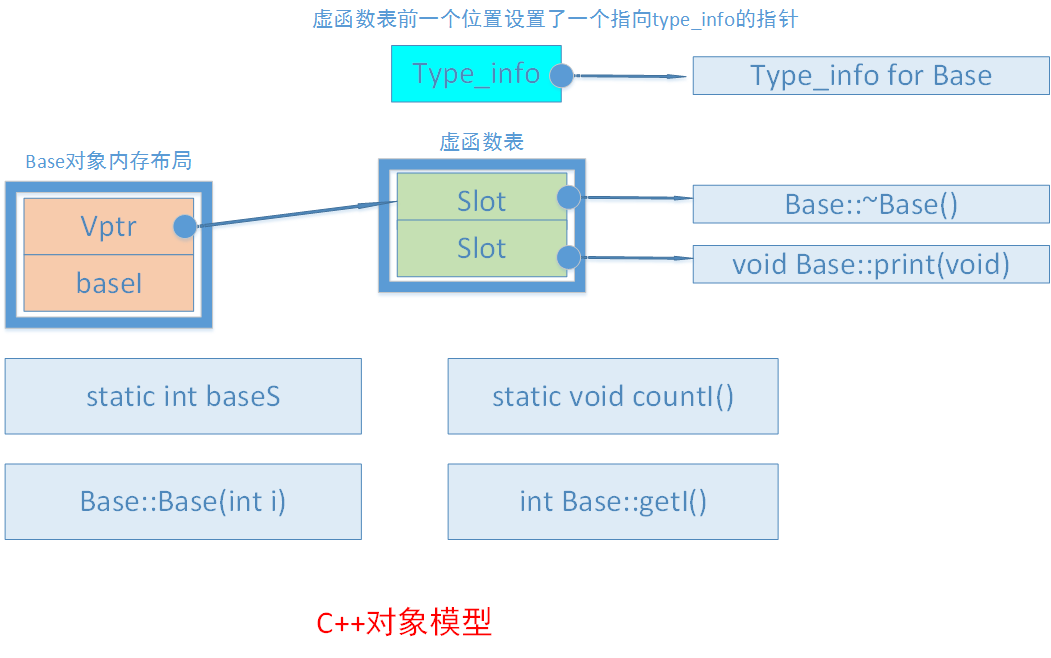 虚函数表前一个位置设置了一个指向type_info的指针
Type_info
Type_info for Base
虚函数表
Base对象内存布局
Vptr
baseI
Slot
Slot
Base::~Base()
void Base::print(void)
static int baseS
static void countI()
Base::Base(int i)
int Base::getI()
C++对象模型